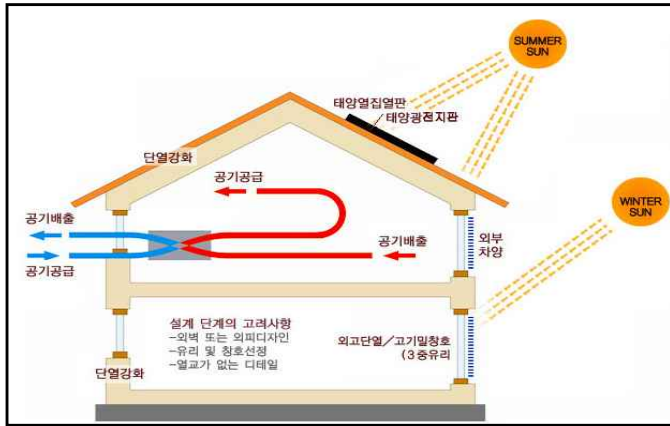 SUMMER
SUN
태양열집열판
태양광전지판
단열강화
공기공급
WINTER
SUN
공기배출
공기공급
공기배출
외부
차양
설계 단계의 고려사항
-외벽 또는 외피디자인
-유리 및 창호선정
-열교가 없는 디테일
외고단열/고기밀창호
(3중유리
단열강화